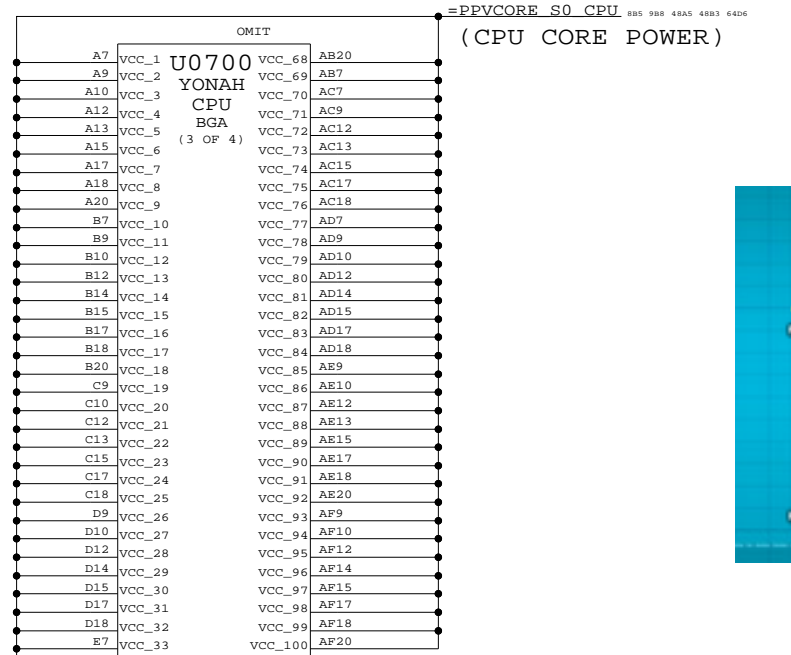 =PPVCORE_S0_CPU 8B5 9B8 48A5 48B3 64D6
(CPU CORE POWER)
OMIT
U0700
YONAH
CPU
BGA
(3 OF 4)
A7 VCC_1 VCC_68 AB20
A9 VCC_2 VCC_69 AB7
A10 VCC_3 VCC_70 AC7
A12 VCC_4 VCC_71 AC9
A13 VCC_5 VCC_72 AC12
A15 VCC_6 VCC_73 AC13
A17 VCC_7 VCC_74 AC15
A18 VCC_8 VCC_75 AC17
A20 VCC_9 VCC_76 AC18
B7 VCC_10 VCC_77 AD7
B9 VCC_11 VCC_78 AD9
B10 VCC_12 VCC_79 AD10
B12 VCC_13 VCC_80 AD12
B14 VCC_14 VCC_81 AD14
B15 VCC_15 VCC_82 AD15
B17 VCC_16 VCC_83 AD17
B18 VCC_17 VCC_84 AD18
B20 VCC_18 VCC_85 AE9
C9 VCC_19 VCC_86 AE10
C10 VCC_20 VCC_87 AE12
C12 VCC_21 VCC_88 AE13
C13 VCC_22 VCC_89 AE15
C15 VCC_23 VCC_90 AE17
C17 VCC_24 VCC_91 AE18
C18 VCC_25 VCC_92 AE20
D9 VCC_26 VCC_93 AF9
D10 VCC_27 VCC_94 AF10
D12 VCC_28 VCC_95 AF12
D14 VCC_29 VCC_96 AF14
D15 VCC_30 VCC_97 AF15
D17 VCC_31 VCC_98 AF17
D18 VCC_32 VCC_99 AF18
E7 VCC_33 VCC_100 AF20